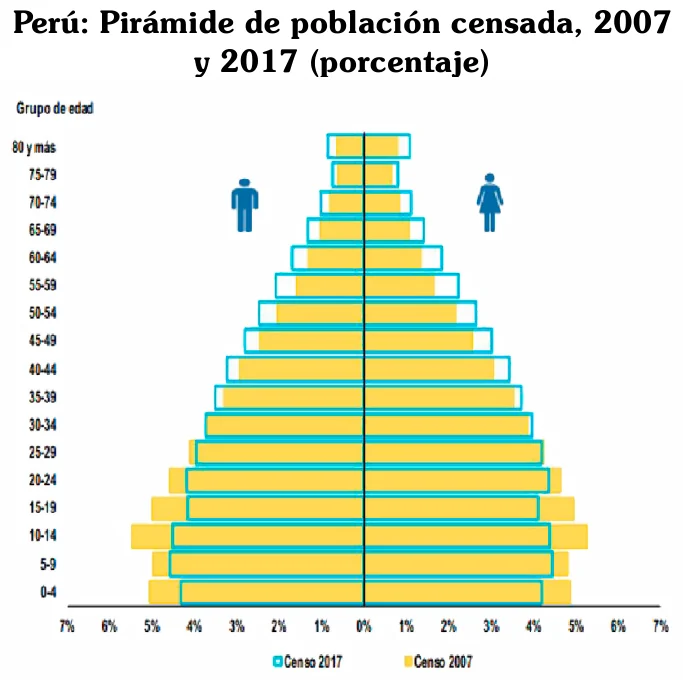 Perú: Pirámide de población censada, 2007
y 2017 (porcentaje)
Grupo de edad
80 y más
75-79
70-74
65-69
60-64
55-59
50-54
45-49
40-44
35-39
30-34
25-29
20-24
15-19
10-14
5-9
0-4
7% 6% 5% 4% 3% 2% 1% 0% 1% 2% 3% 4% 5% 6% 7%
Censo 2017 Censo 2007